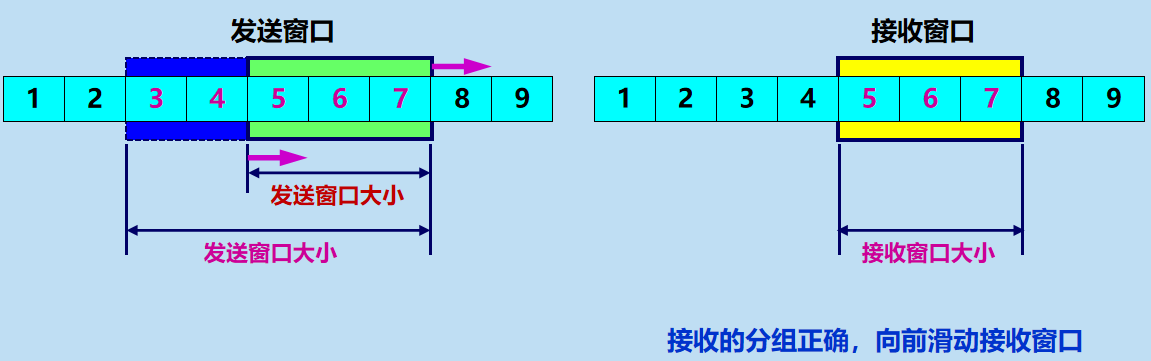 发送窗口
接收窗口
1 2 3 4 5 6 7 8 9
1 2 3 4 5 6 7 8 9
发送窗口大小
发送窗口大小
接收窗口大小
接收的分组正确，向前滑动接收窗口